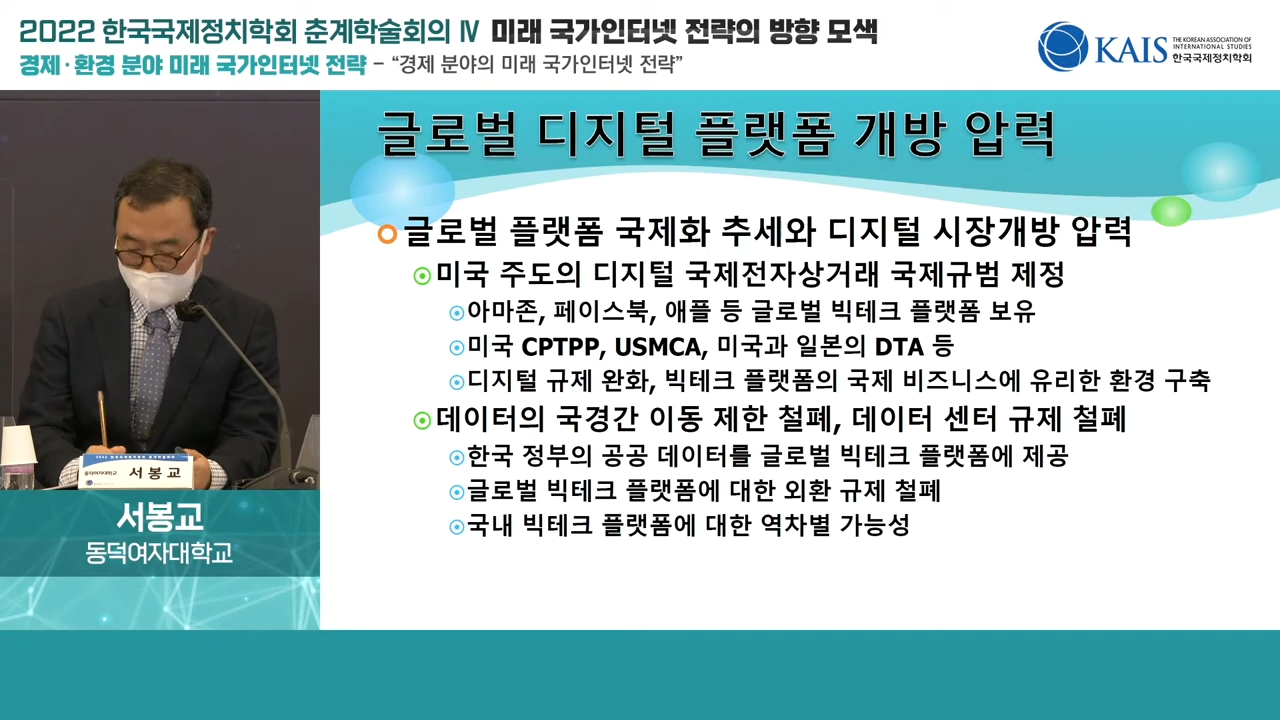 2022 한국국제정치학회 춘계학술회의 Ⅳ 미래 국가인터넷 전략의 방향 모색
경제·환경 분야 미래 국가인터넷 전략 – “경제 분야의 미래 국가인터넷 전략”
KAIS
THE KOREAN ASSOCIATION OF
INTERNATIONAL STUDIES
한국국제정치학회
글로벌 디지털 플랫폼 개방 압력
글로벌 플랫폼 국제화 추세와 디지털 시장개방 압력
미국 주도의 디지털 국제전자상거래 국제규범 제정
아마존, 페이스북, 애플 등 글로벌 빅테크 플랫폼 보유
미국 CPTPP, USMCA, 미국과 일본의 DTA 등
디지털 규제 완화, 빅테크 플랫폼의 국제 비즈니스에 유리한 환경 구축
데이터의 국경간 이동 제한 철폐, 데이터 센터 규제 철폐
한국 정부의 공공 데이터를 글로벌 빅테크 플랫폼에 제공
글로벌 빅테크 플랫폼에 대한 외환 규제 철폐
국내 빅테크 플랫폼에 대한 역차별 가능성
동덕여자대학교 서봉교
서봉교
동덕여자대학교